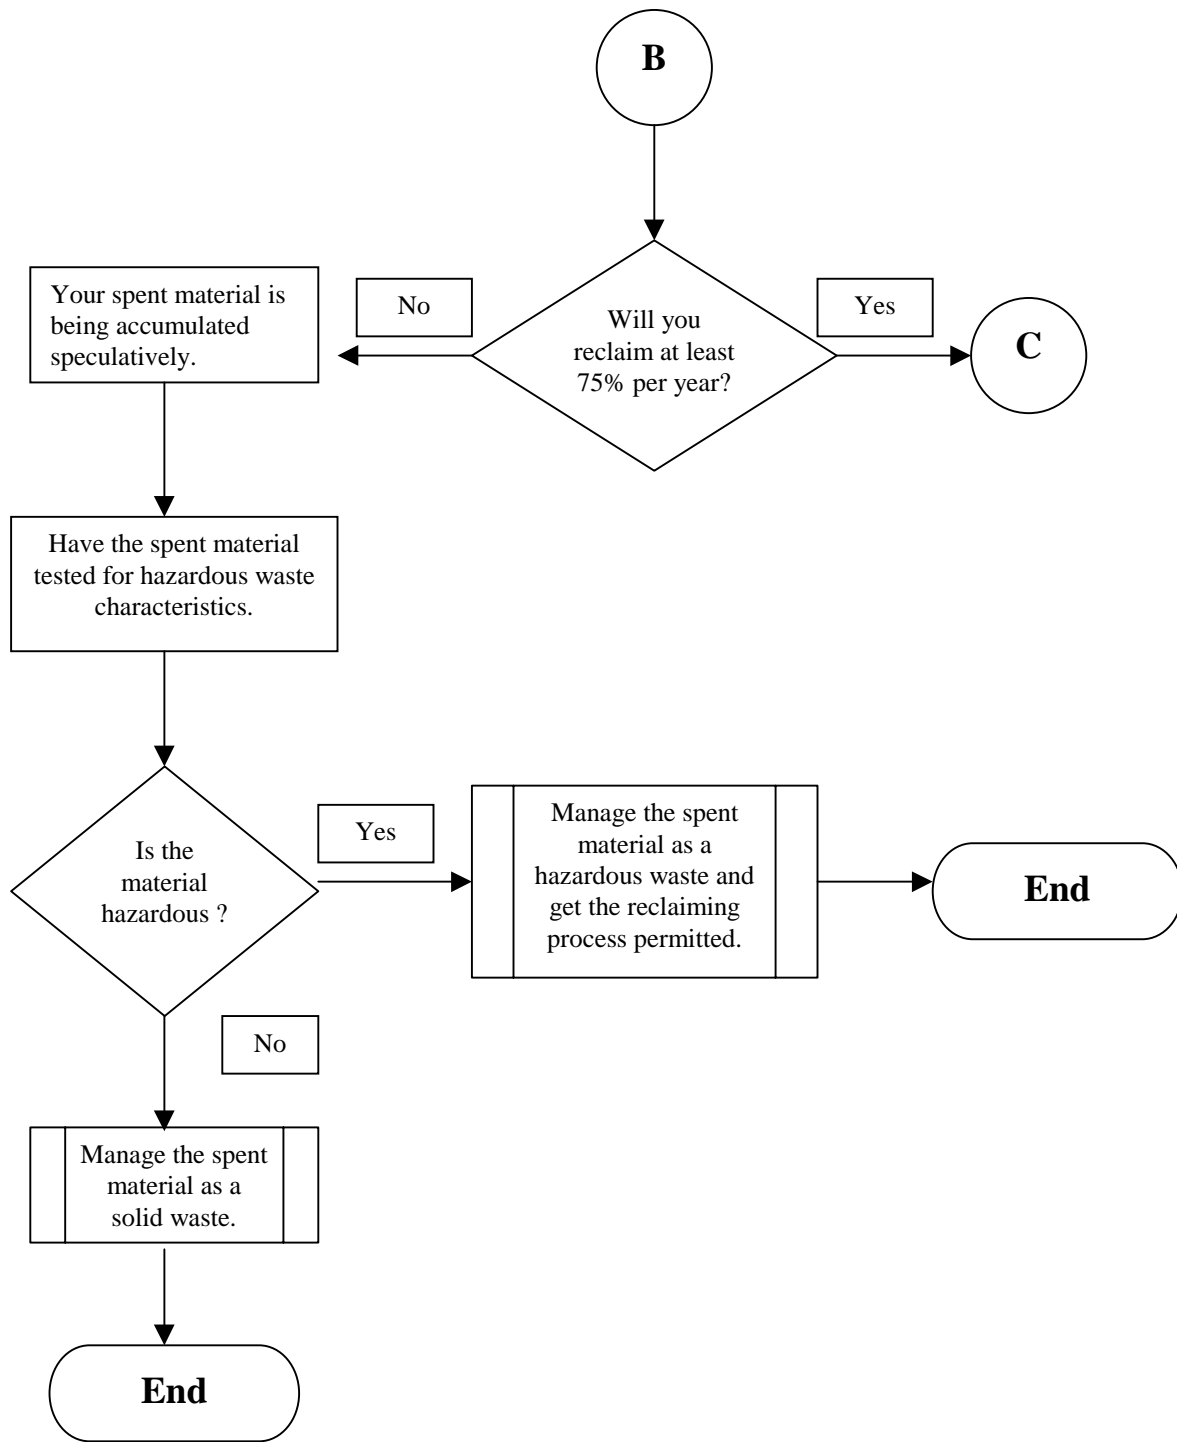 B
Will you
reclaim at least
75% per year?
No
Yes
C
Your spent material is
being accumulated
speculatively.
Have the spent material
tested for hazardous waste
characteristics.
Is the
material
hazardous ?
Yes
Manage the spent
material as a
hazardous waste and
get the reclaiming
process permitted.
End
No
Manage the spent
material as a
solid waste.
End